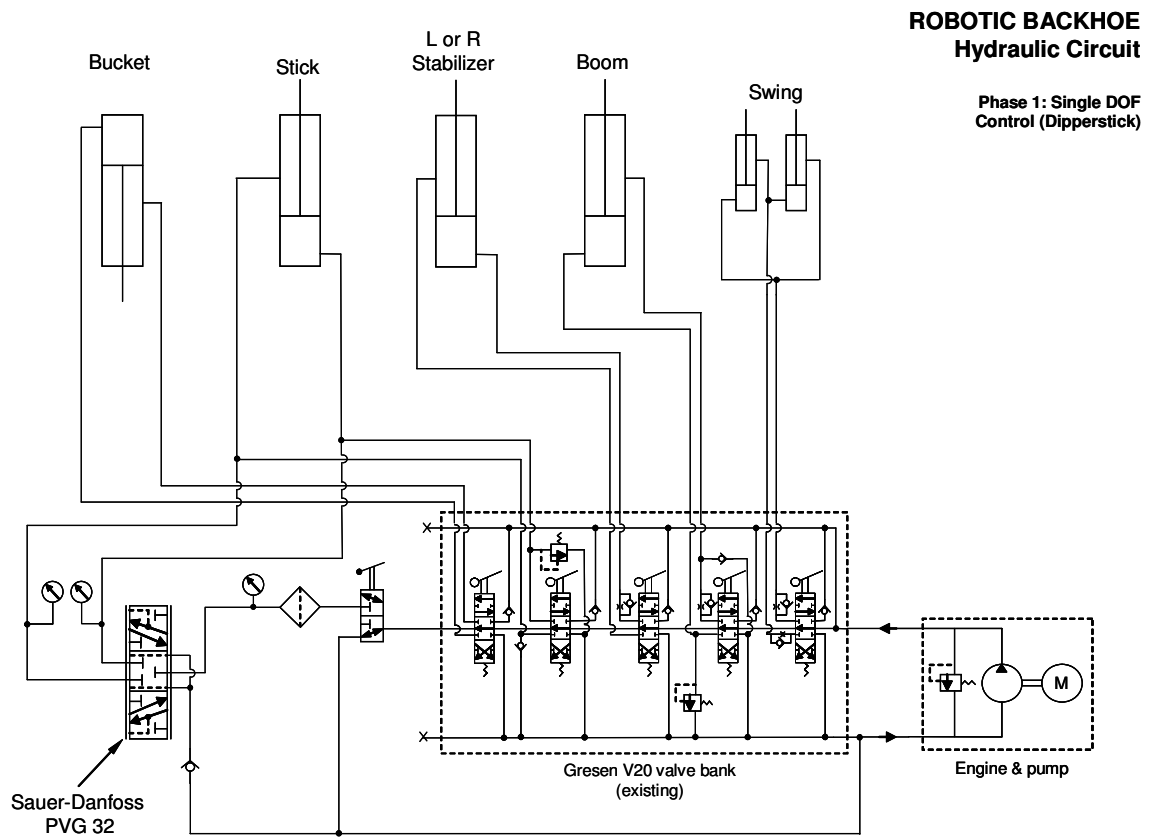 ROBOTIC BACKHOE
Hydraulic Circuit
Phase 1: Single DOF
Control (Dipperstick)
Bucket
Stick
L or R
Stabilizer
Boom
Swing
M
Gresen V20 valve bank
(existing)
Engine & pump
Sauer-Danfoss
PVG 32